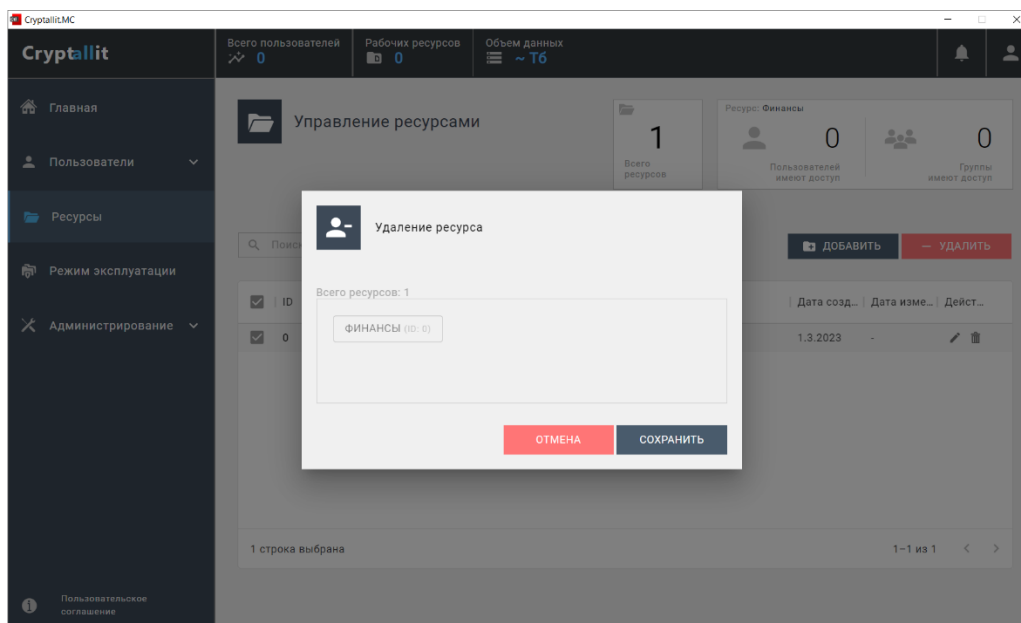 Cryptallit.MC
Cryptallit
Всего пользователей
0
Рабочих ресурсов
0
Объем данных
~ Тб
Главная
Пользователи
Ресурсы
Режим эксплуатации
Администрирование
Пользовательское
соглашение
Управление ресурсами
1
Всего
ресурсов
Ресурс: Финансы
0
Пользователей
имеют доступ
0
Группы
имеют доступ
ДОБАВИТЬ
УДАЛИТЬ
ID
Дата созд...
Дата изме...
Дейст...
0
1.3.2023
-
Удаление ресурса
Всего ресурсов: 1
ФИНАНСЫ (ID: 0)
ОТМЕНА
СОХРАНИТЬ
1 строка выбрана
1–1 из 1